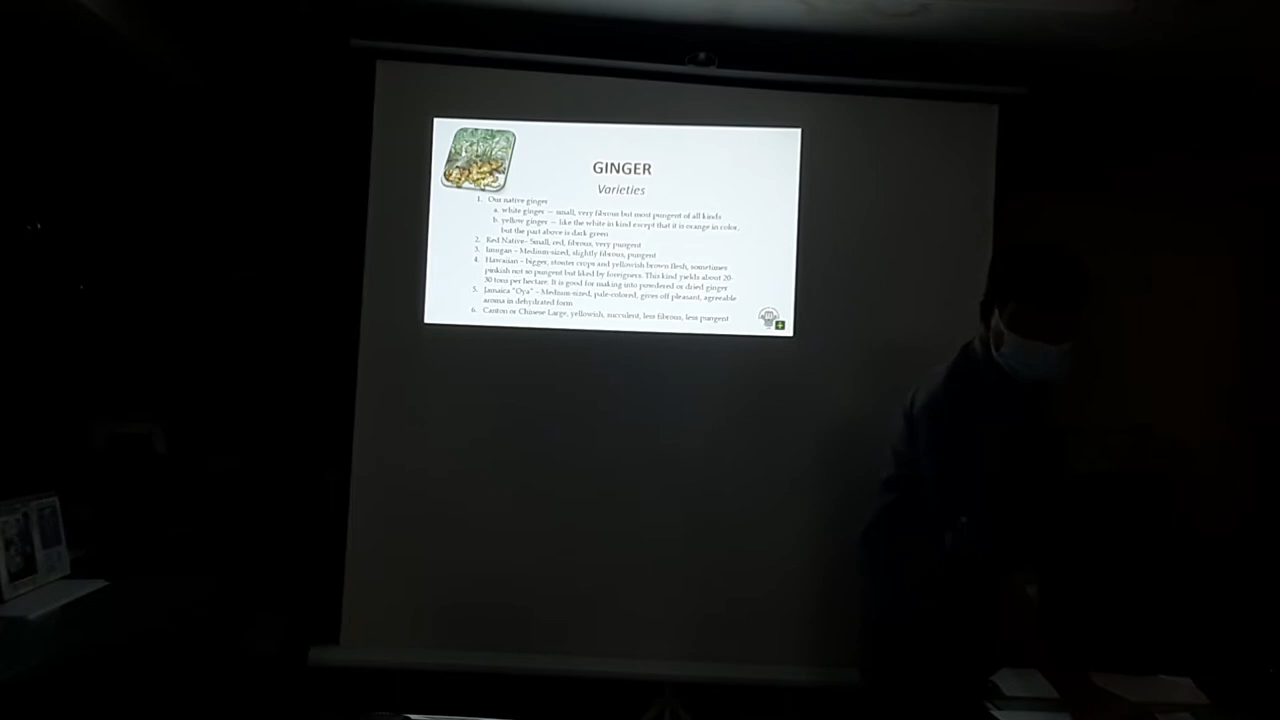 GINGER
Varieties
1. Our native ginger
a. white ginger – small, very fibrous but most pungent of all kinds
b. yellow ginger – like the white in kind except that it is orange in color,
but the part above is dark green
2. Red Native– Small, red, fibrous, very pungent
3. – Medium-sized, slightly fibrous, pungent
4. Hawaiian – bigger, stouter crops and yellowish brown flesh, sometimes
pinkish not so pungent but liked by foreigners. This kind yields about 20-
30 tons per hectare. It is good for making into powdered or dried ginger
5. Jamaica "Oya" – Medium-sized, pale-colored, gives off pleasant, agreeable
aroma in dehydrated form
6. Canton or Chinese Large, yellowish, succulent, less fibrous, less pungent